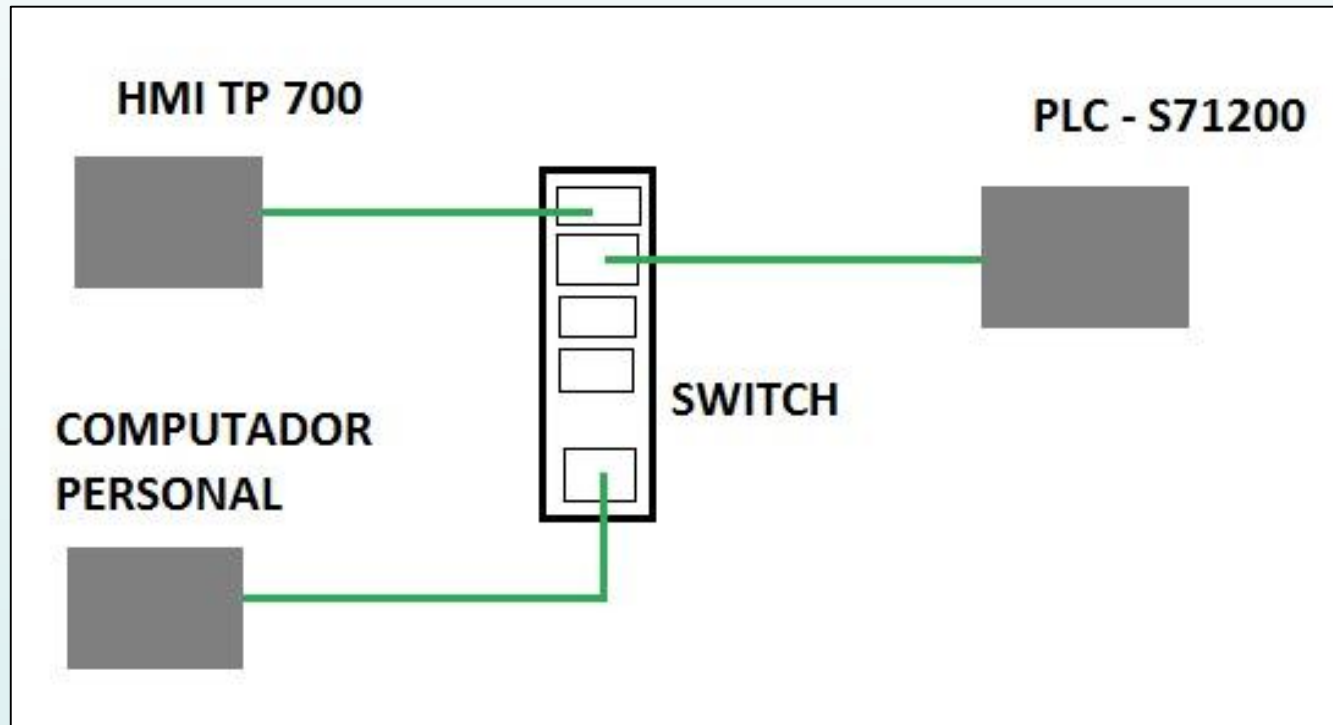 HMI TP 700
PLC - S71200
SWITCH
COMPUTADOR
PERSONAL